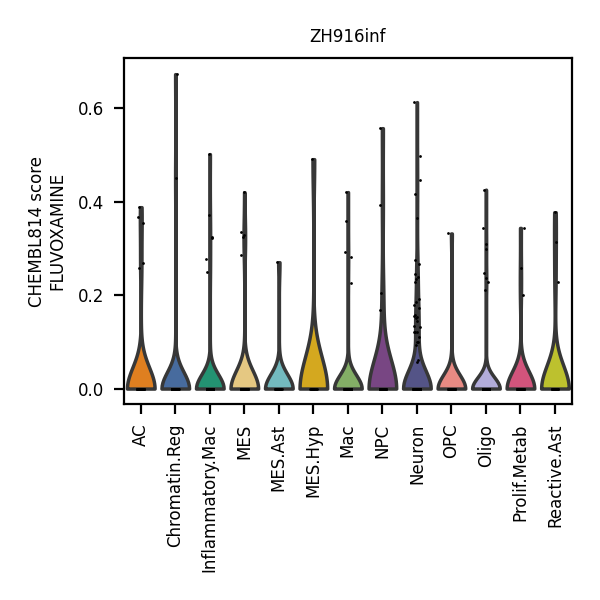 ZH916inf
CHEMBL814 score
FLUVOXAMINE
0.6
0.4
0.2
0.0
AC
Chromatin.Reg
Inflammatory.Mac
MES
MES.Ast
MES.Hyp
Mac
NPC
Neuron
OPC
Oligo
Prolif.Metab
Reactive.Ast